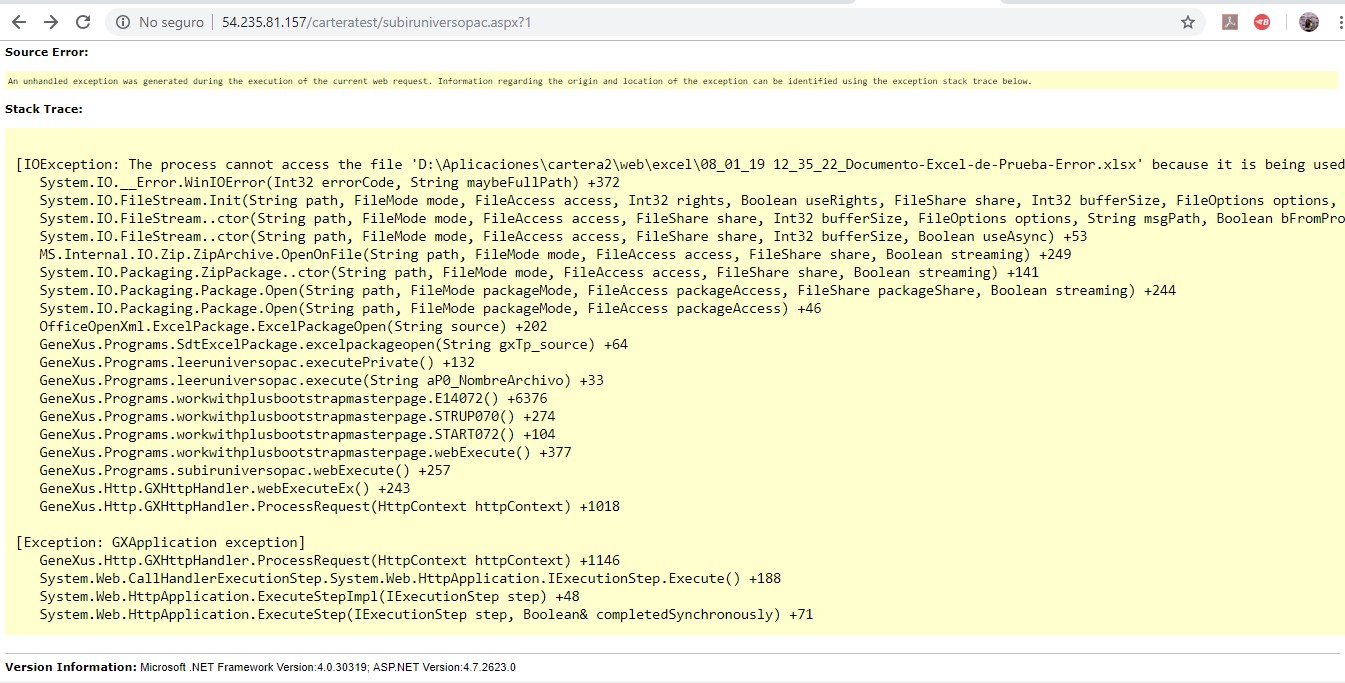 No seguro | 54.235.81.157/carteratest/subiruniversopac.aspx?1
Source Error:
An unhandled exception was generated during the execution of the current web request. Information regarding the origin and location of the exception can be identified using the exception stack trace below.
Stack Trace:
[IOException: The process cannot access the file 'D:\Aplicaciones\cartera2\web\excel\08_01_19 12_35_22_Documento-Excel-de-Prueba-Error.xlsx' because it is being used
System.IO.__Error.WinIOError(Int32 errorCode, String maybeFullPath) +372
System.IO.FileStream.Init(String path, FileMode mode, FileAccess access, Int32 rights, Boolean useRights, FileShare share, Int32 bufferSize, FileOptions options,
System.IO.FileStream..ctor(String path, FileMode mode, FileAccess access, FileShare share, Int32 bufferSize, FileOptions options, String msgPath, Boolean bFromPro
System.IO.FileStream..ctor(String path, FileMode mode, FileAccess access, FileShare share, Int32 bufferSize, Boolean useAsync) +53
MS.Internal.IO.Zip.ZipArchive.OpenOnFile(String path, FileMode mode, FileAccess access, FileShare share, Boolean streaming) +249
System.IO.Packaging.ZipPackage..ctor(String path, FileMode mode, FileAccess access, FileShare share, Boolean streaming) +141
System.IO.Packaging.Package.Open(String path, FileMode packageMode, FileAccess packageAccess, FileShare packageShare, Boolean streaming) +244
System.IO.Packaging.Package.Open(String path, FileMode packageMode, FileAccess packageAccess) +46
OfficeOpenXml.ExcelPackage.ExcelPackageOpen(String source) +202
GeneXus.Programs.SdtExcelPackage.excelpackageopen(String gxTp_source) +64
GeneXus.Programs.leeruniversopac.executePrivate() +132
GeneXus.Programs.leeruniversopac.execute(String aP0_NombreArchivo) +33
GeneXus.Programs.workwithplusbootstrapmasterpage.E14072() +6376
GeneXus.Programs.workwithplusbootstrapmasterpage.STRUP070() +274
GeneXus.Programs.workwithplusbootstrapmasterpage.START072() +104
GeneXus.Programs.workwithplusbootstrapmasterpage.webExecute() +377
GeneXus.Programs.subiruniversopac.webExecute() +257
GeneXus.Http.GXHttpHandler.webExecuteEx() +243
GeneXus.Http.GXHttpHandler.ProcessRequest(HttpContext httpContext) +1018
[Exception: GXApplication exception]
GeneXus.Http.GXHttpHandler.ProcessRequest(HttpContext httpContext) +1146
System.Web.CallHandlerExecutionStep.System.Web.HttpApplication.IExecutionStep.Execute() +188
System.Web.HttpApplication.ExecuteStepImpl(IExecutionStep step) +48
System.Web.HttpApplication.ExecuteStep(IExecutionStep step, Boolean& completedSynchronously) +71
Version Information: Microsoft .NET Framework Version:4.0.30319; ASP.NET Version:4.7.2623.0